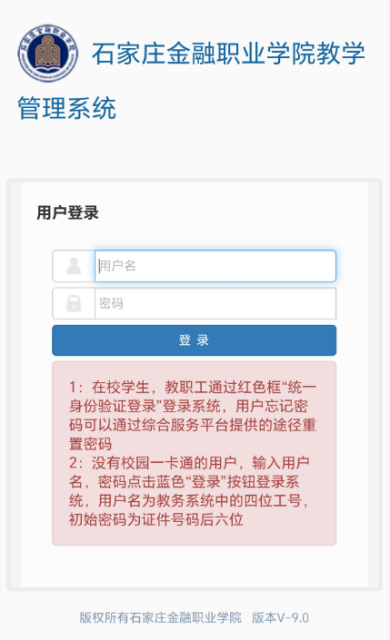 石家庄金融职业学院教学
管理系统
用户登录
用户名
密码
登 录
1：在校学生，教职工通过红色框“统一
身份验证登录”登录系统，用户忘记密
码可以通过综合服务平台提供的途径重
置密码
2：没有校园一卡通的用户，输入用户
名，密码点击蓝色“登录”按钮登录系
统，用户名为教务系统中的四位工号，
初始密码为证件号码后六位
版权所有石家庄金融职业学院 版本V-9.0